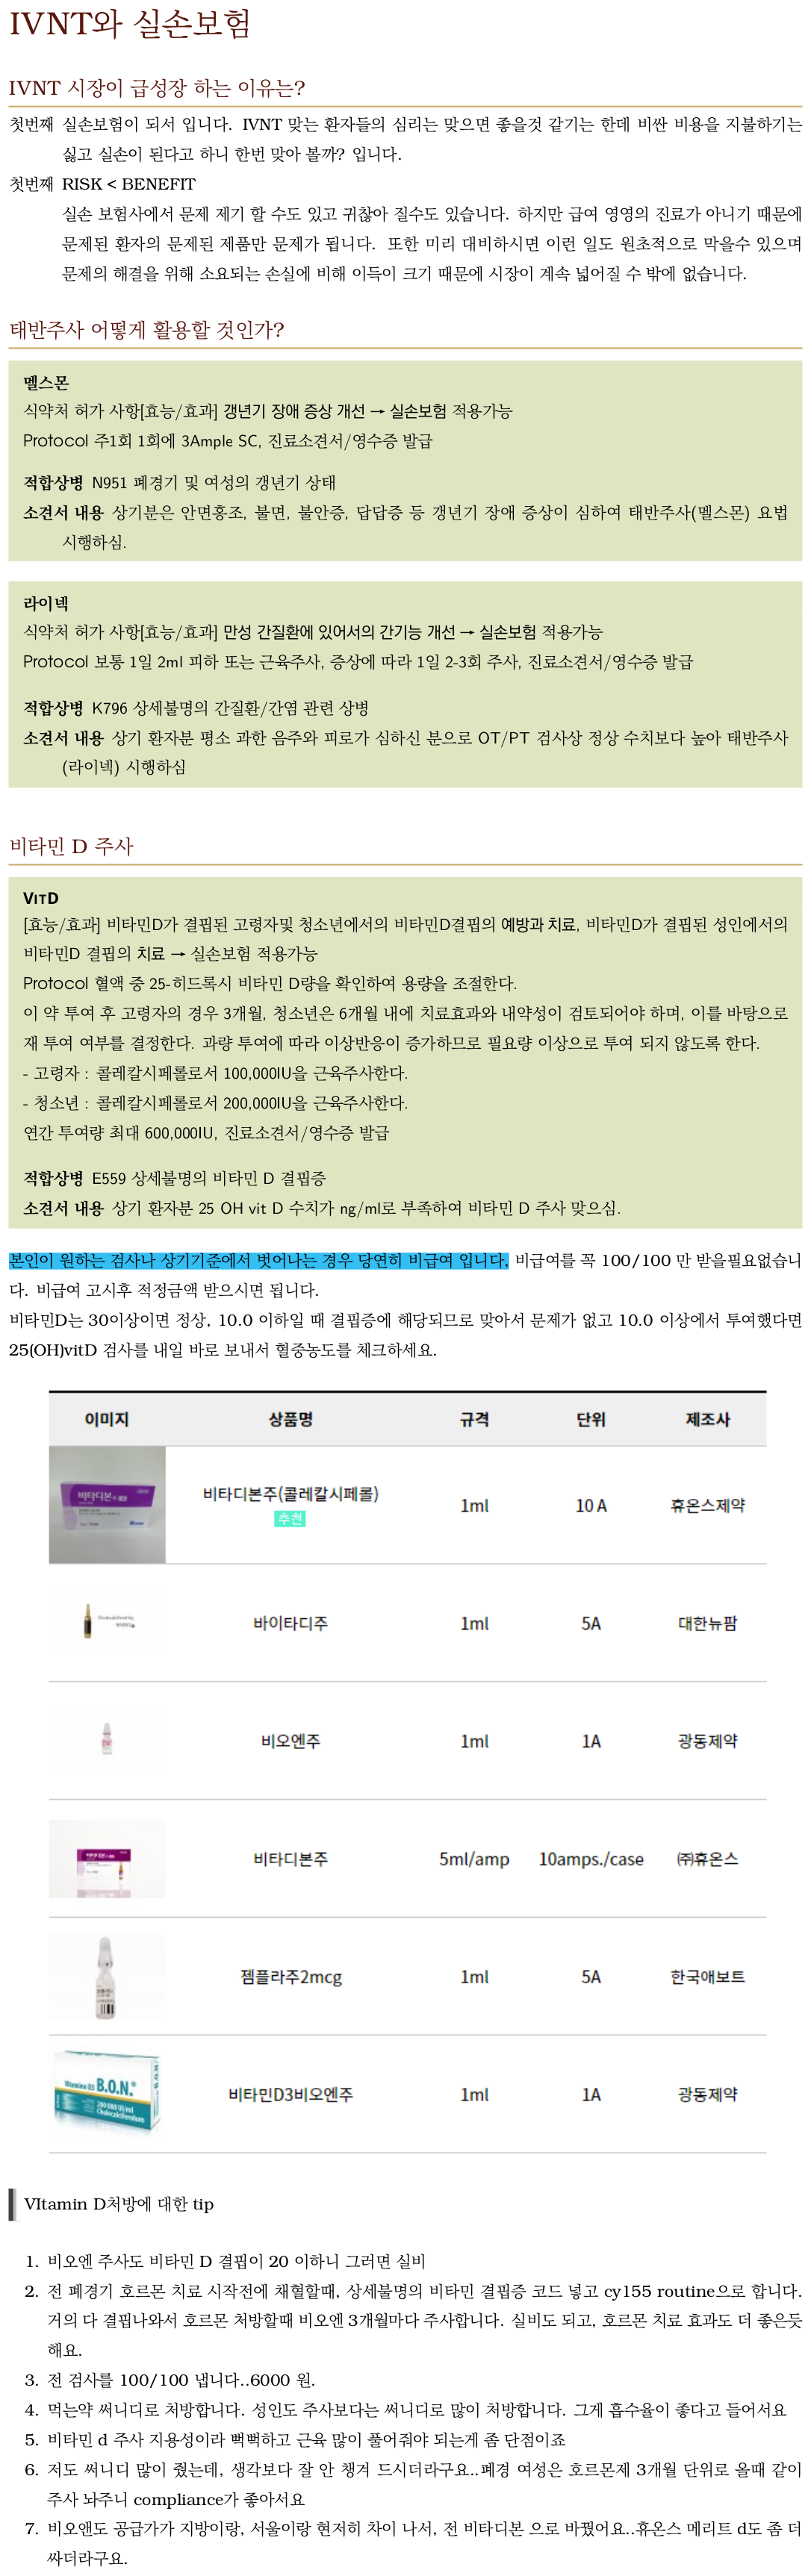 IVNT와 실손보험
IVNT 시장이 급성장 하는 이유는?
첫번째 실손보험이 되서 입니다. IVNT 맞는 환자들의 심리는 맞으면 좋을것 같기는 한데 비싼 비용을 지불하기는
싫고 실손이 된다고 하니 한번 맞아 볼까? 입니다.
첫번째 RISK < BENEFIT
실손 보험사에서 문제 제기 할 수도 있고 귀찮아 질수도 있습니다. 하지만 급여 영영의 진료가 아니기 때문에
문제된 환자의 문제된 제품만 문제가 됩니다. 또한 미리 대비하시면 이런 일도 원초적으로 막을수 있으며
문제의 해결을 위해 소요되는 손실에 비해 이득이 크기 때문에 시장이 계속 넓어질 수 밖에 없습니다.
태반주사 어떻게 활용할 것인가?
멜스몬
식약처 허가 사항[효능/효과] 갱년기 장애 증상 개선 → 실손보험 적용가능
Protocol 주1회 1회에 3Ample SC, 진료소견서/영수증 발급
적합상병 N951 폐경기 및 여성의 갱년기 상태
소견서 내용 상기분은 안면홍조, 불면, 불안증, 답답증 등 갱년기 장애 증상이 심하여 태반주사(멜스몬) 요법
시행하심.
라이넥
식약처 허가 사항[효능/효과] 만성 간질환에 있어서의 간기능 개선 → 실손보험 적용가능
Protocol 보통 1일 2ml 피하 또는 근육주사, 증상에 따라 1일 2-3회 주사, 진료소견서/영수증 발급
적합상병 K796 상세불명의 간질환/간염 관련 상병
소견서 내용 상기 환자분 평소 과한 음주와 피로가 심하신 분으로 OT/PT 검사상 정상 수치보다 높아 태반주사
(라이넥) 시행하심
비타민 D 주사
VITD
[효능/효과] 비타민D가 결핍된 고령자및 청소년에서의 비타민D결핍의 예방과 치료, 비타민D가 결핍된 성인에서의
비타민D 결핍의 치료 → 실손보험 적용가능
Protocol 혈액 중 25-히드록시 비타민 D량을 확인하여 용량을 조절한다.
이 약 투여 후 고령자의 경우 3개월, 청소년은 6개월 내에 치료효과와 내약성이 검토되어야 하며, 이를 바탕으로
재 투여 여부를 결정한다. 과량 투여에 따라 이상반응이 증가하므로 필요량 이상으로 투여 되지 않도록 한다.
- 고령자 : 콜레칼시페롤로서 100,000IU을 근육주사한다.
- 청소년 : 콜레칼시페롤로서 200,000IU을 근육주사한다.
연간 투여량 최대 600,000IU, 진료소견서/영수증 발급
적합상병 E559 상세불명의 비타민 D 결핍증
소견서 내용 상기 환자분 25 OH vit D 수치가 ng/ml로 부족하여 비타민 D 주사 맞으심.
본인이 원하는 검사나 상기기준에서 벗어나는 경우 당연히 비급여 입니다. 비급여를 꼭 100/100 만 받을필요없습니
다. 비급여 고시후 적정금액 받으시면 됩니다.
비타민D는 30이상이면 정상, 10.0 이하일 때 결핍증에 해당되므로 맞아서 문제가 없고 10.0 이상에서 투여했다면
25(OH)vitD 검사를 내일 바로 보내서 혈중농도를 체크하세요.
이미지 상품명 규격 단위 제조사
비타디본주(콜레칼시페롤) 1ml 10 A 휴온스제약
추천
바이타디주 1ml 5A 대한뉴팜
비오엔주 1ml 1A 광동제약
비타디본주 5ml/amp 10amps./case ㈜휴온스
젬플라주2mcg 1ml 5A 한국애보트
Vitamina D3 B.O.N.®
200 000 UI/ml
Cholecalciferolum
비타민D3비오엔주 1ml 1A 광동제약
VItamin D처방에 대한 tip
1. 비오엔 주사도 비타민 D 결핍이 20 이하니 그러면 실비
2. 전 폐경기 호르몬 치료 시작전에 채혈할때, 상세불명의 비타민 결핍증 코드 넣고 cy155 routine으로 합니다.
거의 다 결핍나와서 호르몬 처방할때 비오엔 3개월마다 주사합니다. 실비도 되고, 호르몬 치료 효과도 더 좋은듯
해요.
3. 전 검사를 100/100 냅니다..6000 원.
4. 먹는약 써니디로 처방합니다. 성인도 주사보다는 써니디로 많이 처방합니다. 그게 흡수율이 좋다고 들어서요
5. 비타민 d 주사 지용성이라 뻑뻑하고 근육 많이 풀어줘야 되는게 좀 단점이죠
6. 저도 써니디 많이 줬는데, 생각보다 잘 안 챙겨 드시더라구요..폐경 여성은 호르몬제 3개월 단위로 올때 같이
주사 놔주니 compliance가 좋아서요
7. 비오앤도 공급가가 지방이랑, 서울이랑 현저히 차이 나서, 전 비타디본 으로 바꿨어요..휴온스 메리트 d도 좀 더
싸더라구요.